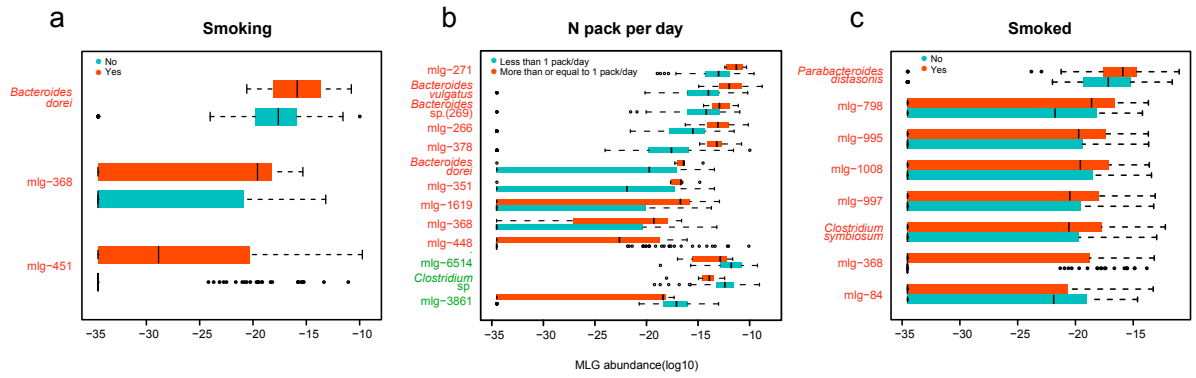 a
Smoking
No
Yes
Bacteroides
dorei
mlg−368
mlg−451
−35 −30 −25 −20 −15 −10
b
N pack per day
Less than 1 pack/day
More than or equal to 1 pack/day
mlg−271
Bacteroides
vulgatus
Bacteroides
sp.(269)
mlg−266
mlg−378
Bacteroides
dorei
mlg−351
mlg−1619
mlg−368
mlg−448
mlg−6514
Clostridium
sp
mlg−3861
−35 −30 −25 −20 −15 −10
MLG abundance(log10)
c
Smoked
No
Yes
Parabacteroides
distasonis
mlg−798
mlg−995
mlg−1008
mlg−997
Clostridium
symbiosum
mlg−368
mlg−84
−35 −30 −25 −20 −15